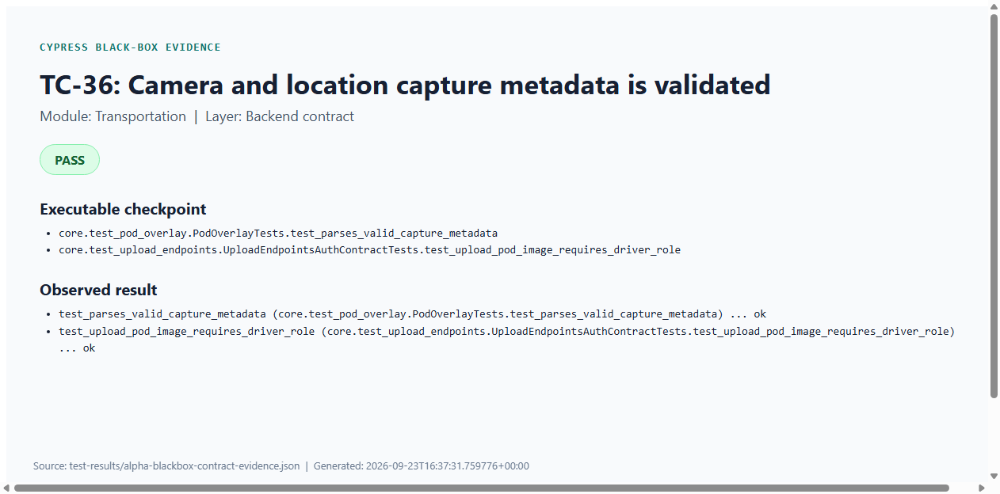 CYPRESS BLACK-BOX EVIDENCE
TC-36: Camera and location capture metadata is validated
Module: Transportation | Layer: Backend contract
PASS
Executable checkpoint
• core.test_pod_overlay.PodOverlayTests.test_parses_valid_capture_metadata
• core.test_upload_endpoints.UploadEndpointsAuthContractTests.test_upload_pod_image_requires_driver_role
Observed result
• test_parses_valid_capture_metadata (core.test_pod_overlay.PodOverlayTests.test_parses_valid_capture_metadata) ... ok
• test_upload_pod_image_requires_driver_role (core.test_upload_endpoints.UploadEndpointsAuthContractTests.test_upload_pod_image_requires_driver_role)
... ok
Source: test-results/alpha-blackbox-contract-evidence.json | Generated: 2026-09-23T16:37:31.759776+00:00